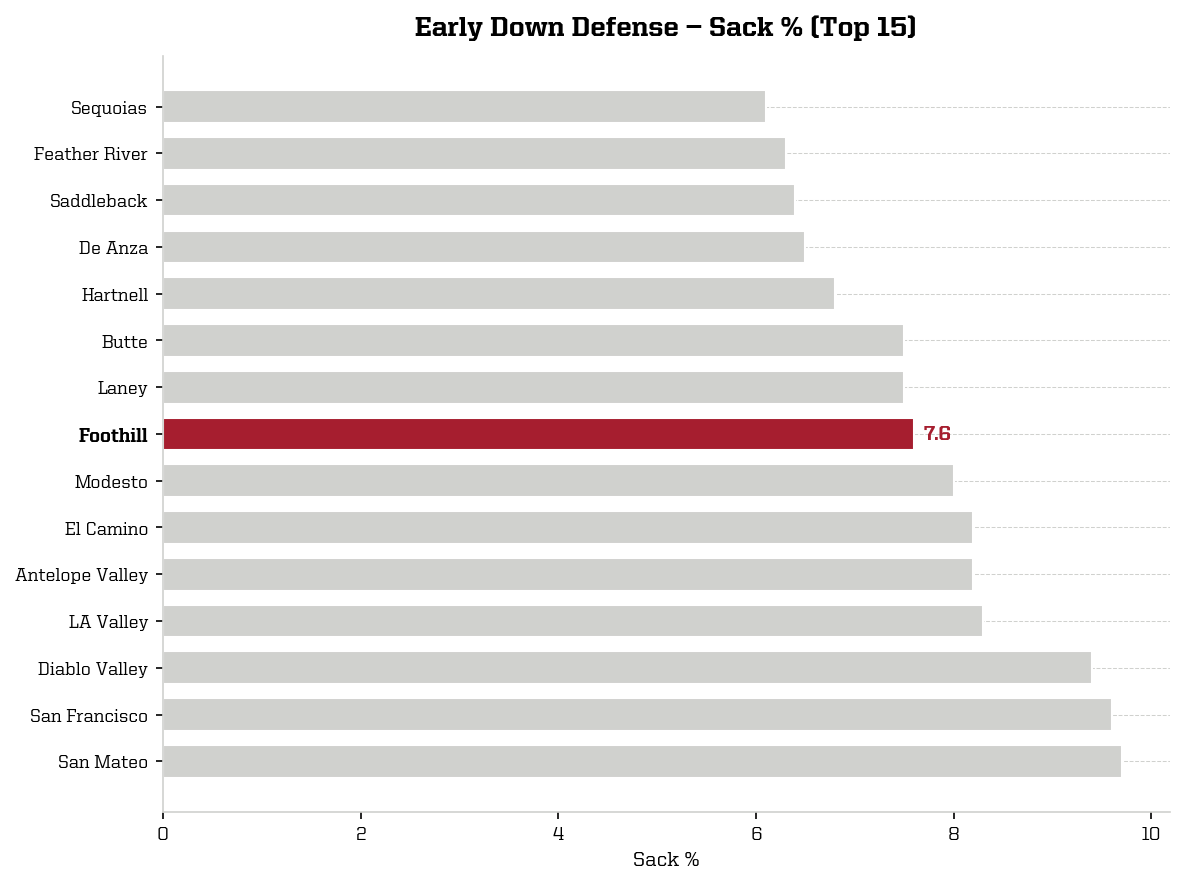 Early Down Defense – Sack % (Top 15)
Sequoias
Feather River
Saddleback
De Anza
Hartnell
Butte
Laney
Foothill 7.6
Modesto
El Camino
Antelope Valley
LA Valley
Diablo Valley
San Francisco
San Mateo
0 2 4 6 8 10
Sack %